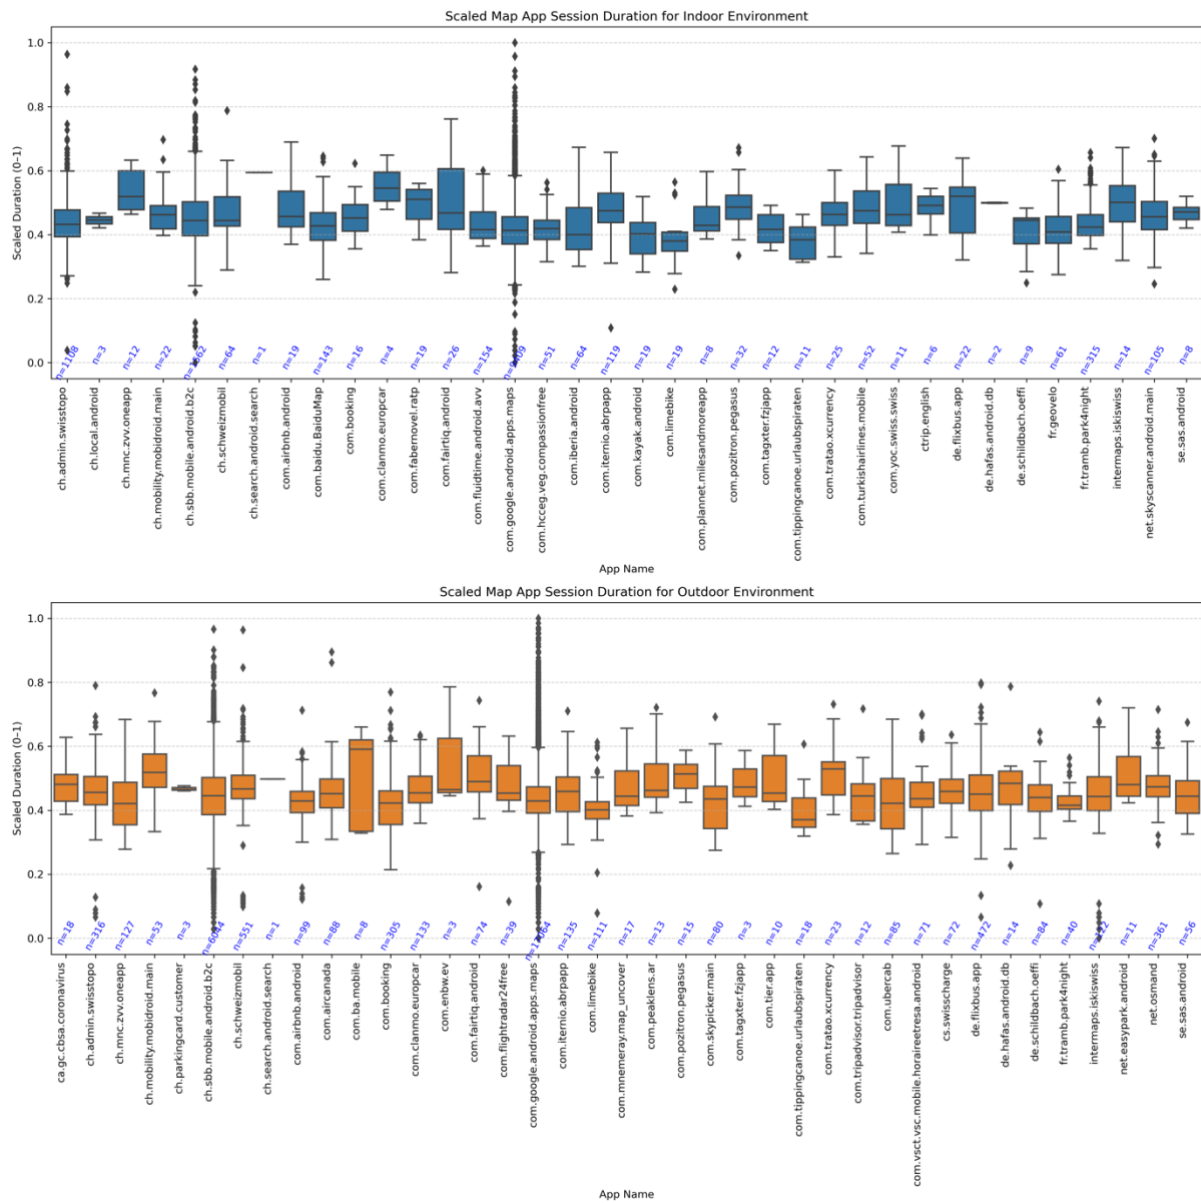 Scaled Map App Session Duration for Indoor Environment
Scaled Duration (0–1)
1.0
0.8
0.6
0.4
0.2
0.0
n=1108
n=3
n=12
n=22
n=64
n=1
n=19
n=143
n=16
n=4
n=19
n=26
n=154
n=51
n=64
n=119
n=19
n=19
n=8
n=32
n=12
n=11
n=25
n=52
n=11
n=6
n=22
n=2
n=9
n=61
n=315
n=14
n=105
n=8
ch.admin.swisstopo
ch.local.android
ch.mnc.zvv.oneapp
ch.mobility.mobidroid.main
ch.sbb.mobile.android.b2c
ch.schweizmobil
ch.search.android.search
com.airbnb.android
com.baidu.BaiduMap
com.booking
com.clanmo.europcar
com.fabernovel.ratp
com.fairtiq.android
com.fluidtime.android.avv
com.google.android.apps.maps
com.hcceg.veg.compassionfree
com.iberia.android
com.iternio.abrpapp
com.kayak.android
com.limebike
com.plannet.milesandmoreapp
com.pozitron.pegasus
com.tagxter.fzjapp
com.tippingcanoe.urlaubspiraten
com.tratao.xcurrency
com.turkishairlines.mobile
com.yoc.swiss.swiss
ctrip.english
de.flixbus.app
de.hafas.android.db
de.schildbach.oeffi
fr.geovelo
fr.tramb.park4night
intermaps.iskiswiss
net.skyscanner.android.main
se.sas.android
App Name
Scaled Map App Session Duration for Outdoor Environment
Scaled Duration (0–1)
1.0
0.8
0.6
0.4
0.2
0.0
n=18
n=316
n=127
n=53
n=3
n=551
n=1
n=99
n=88
n=8
n=305
n=133
n=3
n=74
n=39
n=135
n=111
n=17
n=13
n=15
n=80
n=3
n=10
n=18
n=23
n=12
n=85
n=71
n=72
n=472
n=14
n=84
n=40
n=11
n=361
n=56
ca.gc.cbsa.coronavirus
ch.admin.swisstopo
ch.mnc.zvv.oneapp
ch.mobility.mobidroid.main
ch.parkingcard.customer
ch.sbb.mobile.android.b2c
ch.schweizmobil
ch.search.android.search
com.airbnb.android
com.aircanada
com.ba.mobile
com.booking
com.clanmo.europcar
com.enbw.ev
com.fairtiq.android
com.flightradar24free
com.google.android.apps.maps
com.iternio.abrpapp
com.limebike
com.mnemeray.map_uncover
com.peaklens.ar
com.pozitron.pegasus
com.skypicker.main
com.tagxter.fzjapp
com.tier.app
com.tippingcanoe.urlaubspiraten
com.tratao.xcurrency
com.tripadvisor.tripadvisor
com.ubercab
com.vsct.vsc.mobile.horaireetresa.android
cs.swisscharge
de.flixbus.app
de.hafas.android.db
de.schildbach.oeffi
fr.tramb.park4night
intermaps.iskiswiss
net.easypark.android
net.osmand
se.sas.android
App Name